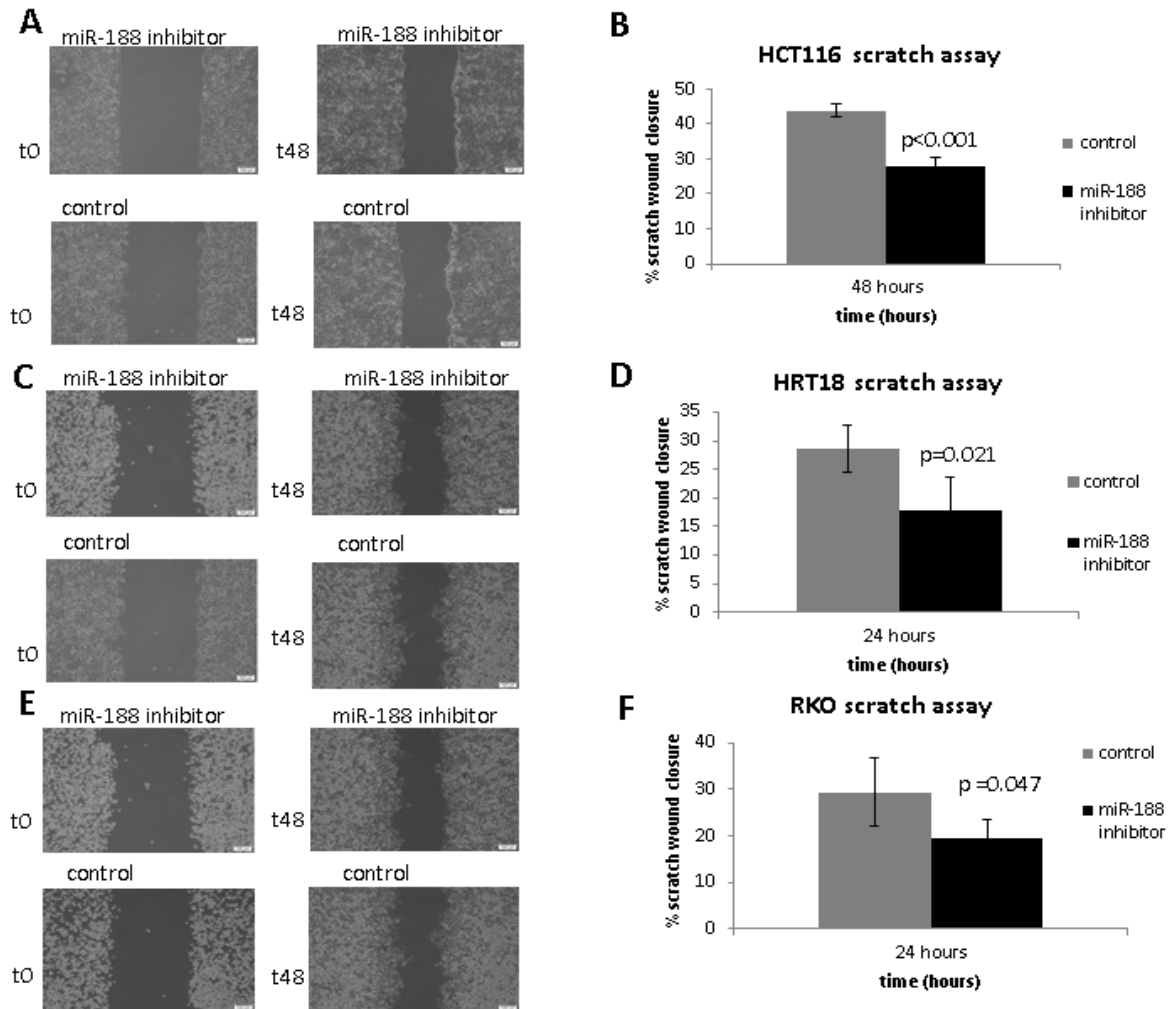 A
miR-188 inhibitor
miR-188 inhibitor
t0
t48
control
control
t0
t48
B
HCT116 scratch assay
% scratch wound closure
50
40
30
20
10
0
p<0.001
control
miR-188
inhibitor
48 hours
time (hours)
C
miR-188 inhibitor
miR-188 inhibitor
t0
t48
control
control
t0
t48
D
HRT18 scratch assay
% scratch wound closure
35
30
25
20
15
10
5
0
p=0.021
control
miR-188
inhibitor
24 hours
time (hours)
E
miR-188 inhibitor
miR-188 inhibitor
t0
t48
control
control
t0
t48
F
RKO scratch assay
% scratch wound closure
40
30
20
10
0
p =0.047
control
miR-188
inhibitor
24 hours
time (hours)